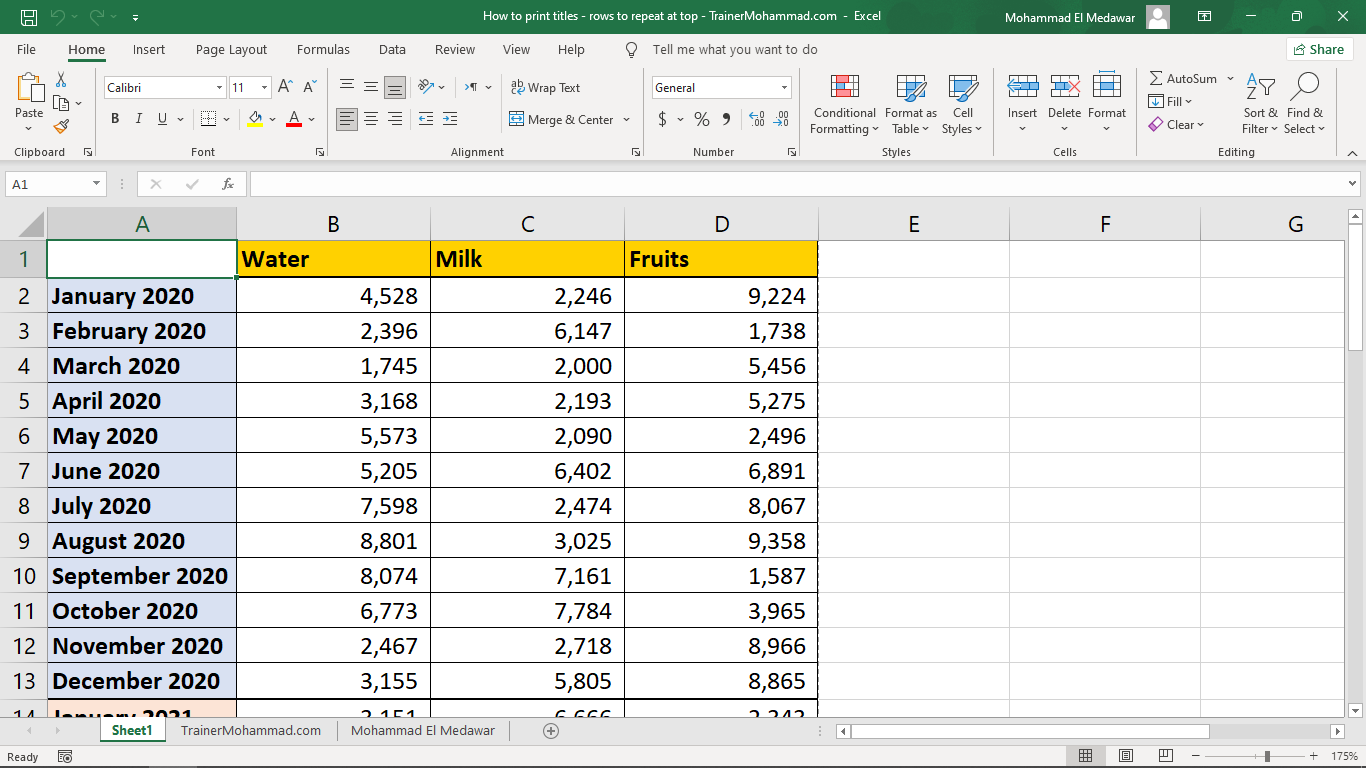 How to print titles - rows to repeat at top - TrainerMohammad.com - Excel
Mohammad El Medawar
File Home Insert Page Layout Formulas Data Review View Help Tell me what you want to do
Share
Paste
Clipboard
Calibri 11
B I U A
Font
Wrap Text
Merge & Center
Alignment
General
$ % 9
Number
Conditional Formatting
Format as Table
Cell Styles
Styles
Insert Delete Format
Cells
AutoSum
Fill
Clear
Sort & Filter
Find & Select
Editing
A1 fx
A B C D E F G
1 Water Milk Fruits
2 January 2020 4,528 2,246 9,224
3 February 2020 2,396 6,147 1,738
4 March 2020 1,745 2,000 5,456
5 April 2020 3,168 2,193 5,275
6 May 2020 5,573 2,090 2,496
7 June 2020 5,205 6,402 6,891
8 July 2020 7,598 2,474 8,067
9 August 2020 8,801 3,025 9,358
10 September 2020 8,074 7,161 1,587
11 October 2020 6,773 7,784 3,965
12 November 2020 2,467 2,718 8,966
13 December 2020 3,155 5,805 8,865
14 January 2021
Sheet1 TrainerMohammad.com Mohammad El Medawar
Ready
175%